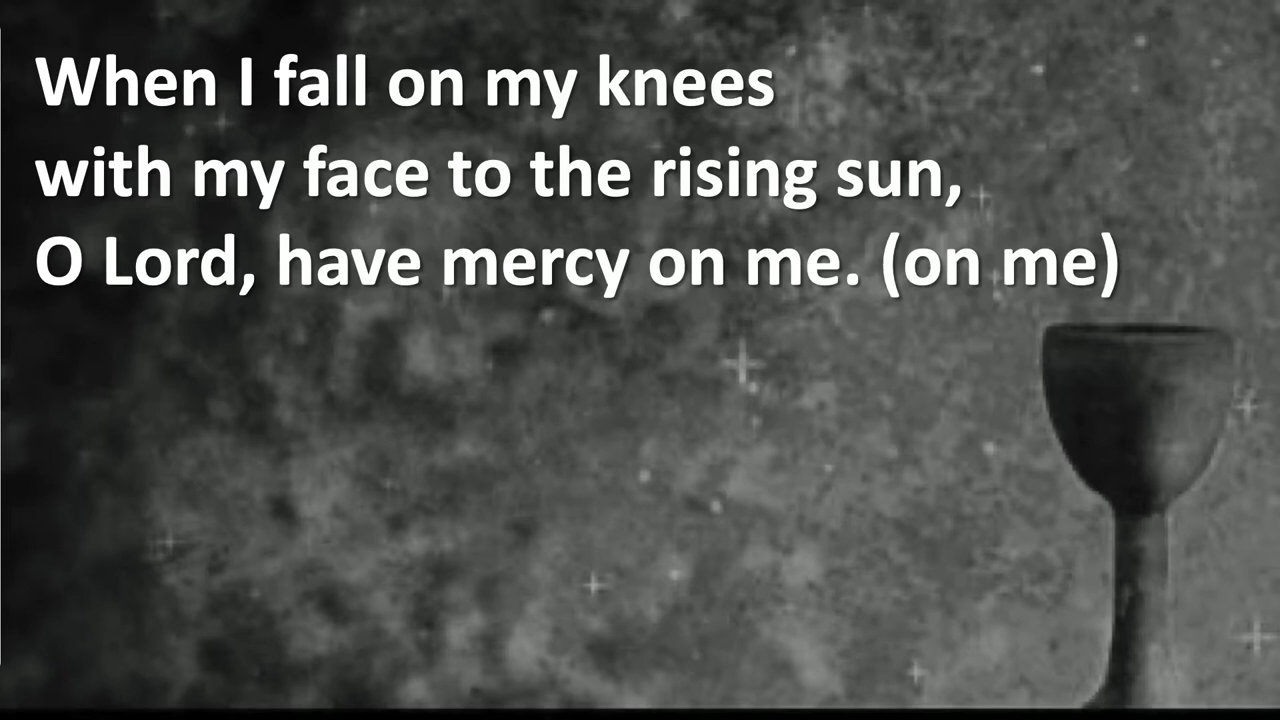 When I fall on my knees
with my face to the rising sun,
O Lord, have mercy on me. (on me)